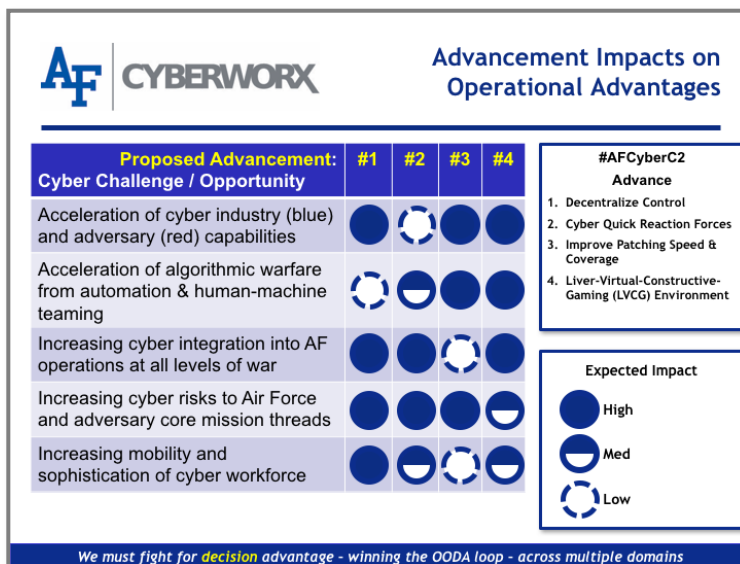 AF CYBERWORX
Advancement Impacts on
Operational Advantages
Proposed Advancement: #1 #2 #3 #4
Cyber Challenge / Opportunity
Acceleration of cyber industry (blue)
and adversary (red) capabilities
Acceleration of algorithmic warfare
from automation & human-machine
teaming
Increasing cyber integration into AF
operations at all levels of war
Increasing cyber risks to Air Force
and adversary core mission threads
Increasing mobility and
sophistication of cyber workforce
#AFCyberC2
Advance
1. Decentralize Control
2. Cyber Quick Reaction Forces
3. Improve Patching Speed &
Coverage
4. Liver-Virtual-Constructive-
Gaming (LVCG) Environment
Expected Impact
High
Med
Low
We must fight for decision advantage - winning the OODA loop - across multiple domains